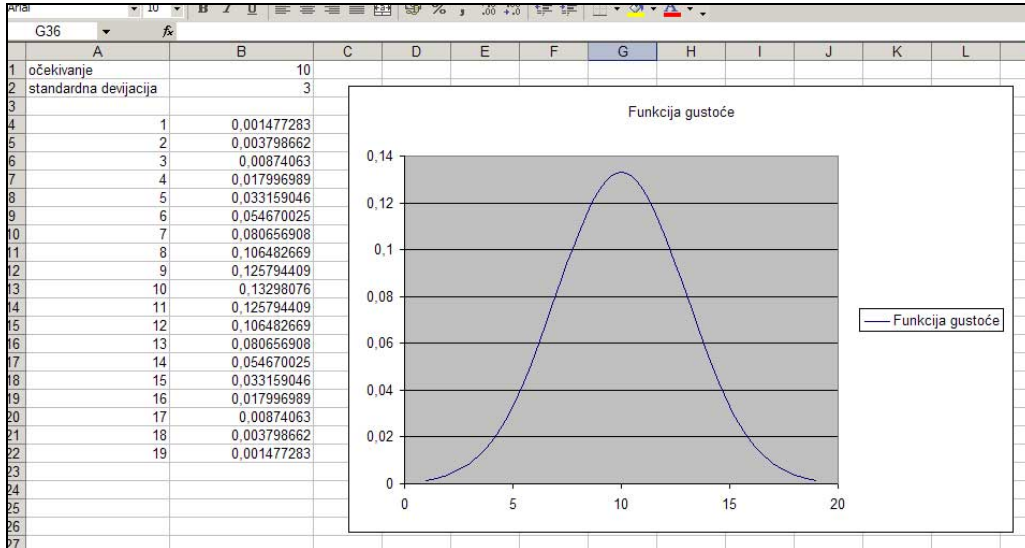 Arial 10 B I U
G36 fx
A B C D E F G H I J K L
1 očekivanje 10
2 standardna devijacija 3
3
4 1 0,001477283
5 2 0,003798662
6 3 0,00874063
7 4 0,017996989
8 5 0,033159046
9 6 0,054670025
10 7 0,080656908
11 8 0,106482669
12 9 0,125794409
13 10 0,13298076
14 11 0,125794409
15 12 0,106482669
16 13 0,080656908
17 14 0,054670025
18 15 0,033159046
19 16 0,017996989
20 17 0,00874063
21 18 0,003798662
22 19 0,001477283
23
24
25
26
27
Funkcija gustoće
0,14
0,12
0,1
0,08
0,06
0,04
0,02
0
0 5 10 15 20
Funkcija gustoće